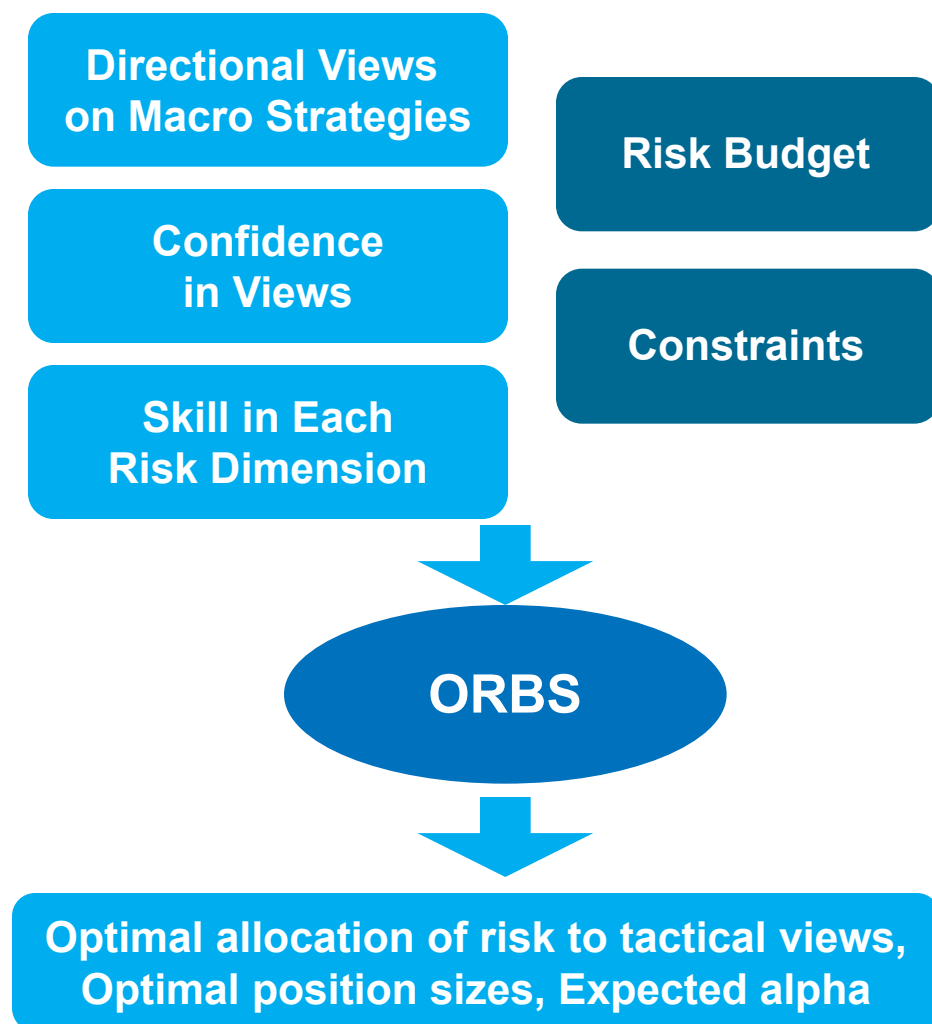 Directional Views
on Macro Strategies
Confidence
in Views
Skill in Each
Risk Dimension
Risk Budget
Constraints
ORBS
Optimal allocation of risk to tactical views,
Optimal position sizes, Expected alpha